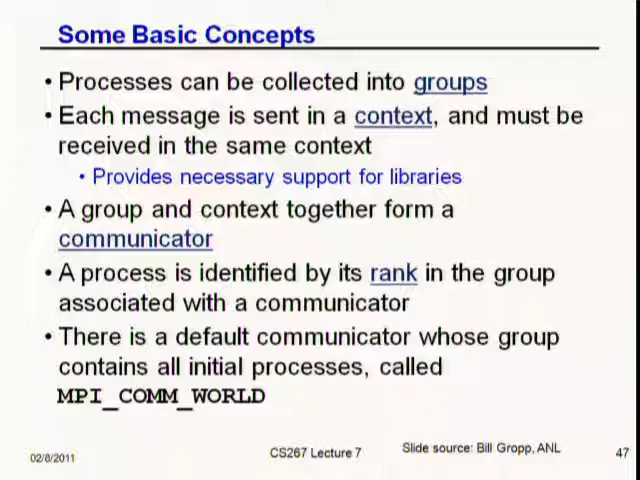 Some Basic Concepts
• Processes can be collected into groups
• Each message is sent in a context, and must be
received in the same context
• Provides necessary support for libraries
• A group and context together form a
communicator
• A process is identified by its rank in the group
associated with a communicator
• There is a default communicator whose group
contains all initial processes, called
MPI_COMM_WORLD
02/8/2011 CS267 Lecture 7 Slide source: Bill Gropp, ANL 47